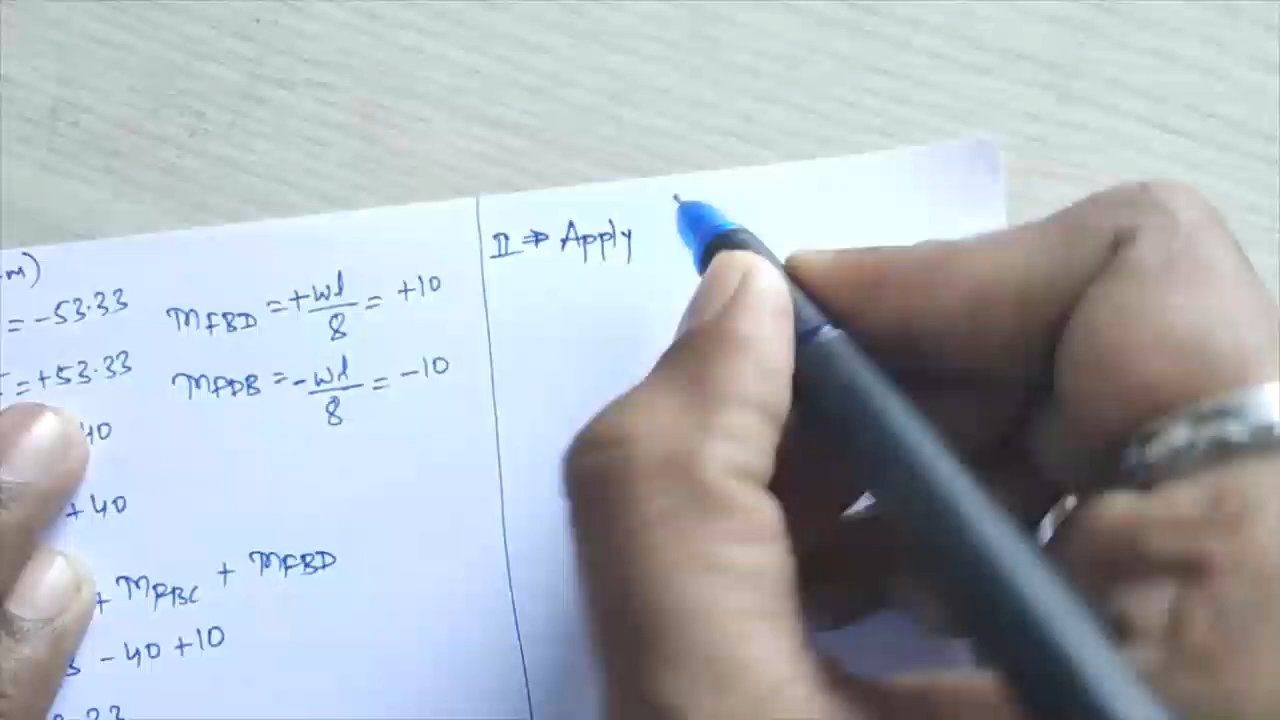 m)
= -53.33
= +53.33
40
+ 40
+ MFBC + MFBD
- 40 + 10
MFBD = +wl/8 = +10
MFDB = -wl/8 = -10
II ⇒ Apply